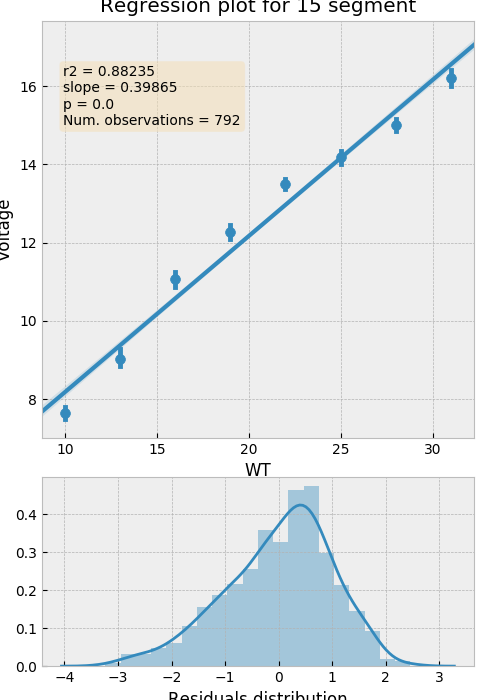 Regression plot for 15 segment
r2 = 0.88235
slope = 0.39865
p = 0.0
Num. observations = 792
Voltage
16
14
12
10
8
10 15 20 25 30
WT
0.4
0.3
0.2
0.1
0.0
−4 −3 −2 −1 0 1 2 3
Residuals distribution